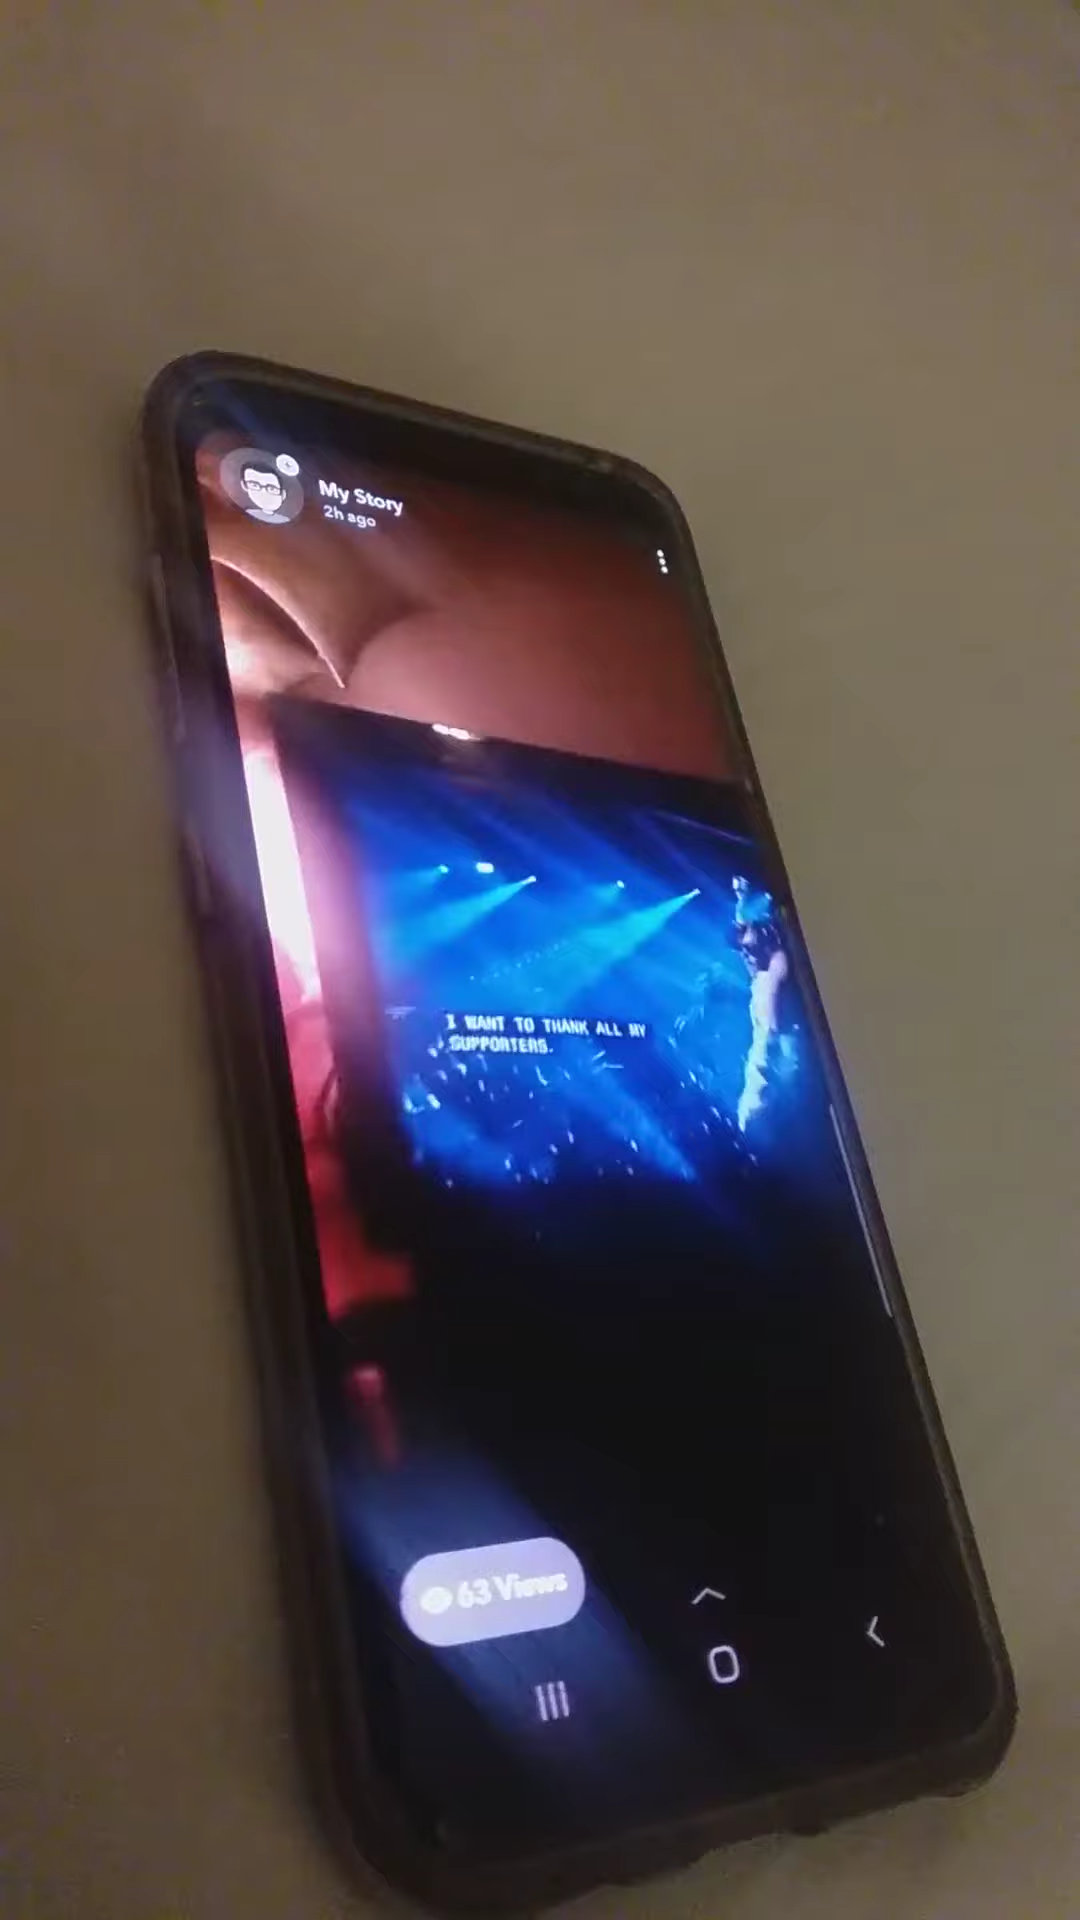 My Story
2h ago
I WANT TO THANK ALL MY
SUPPORTERS.
63 Views